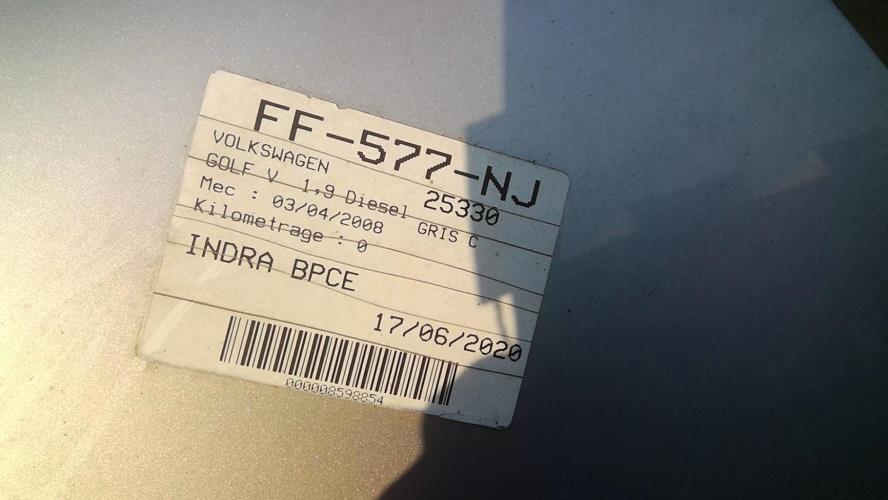 FF-577-NJ
VOLKSWAGEN
GOLF V 1,9 Diesel 25330
Mec : 03/04/2008 GRIS C
Kilometrage : 0
INDRA BPCE
17/06/2020
000008598854